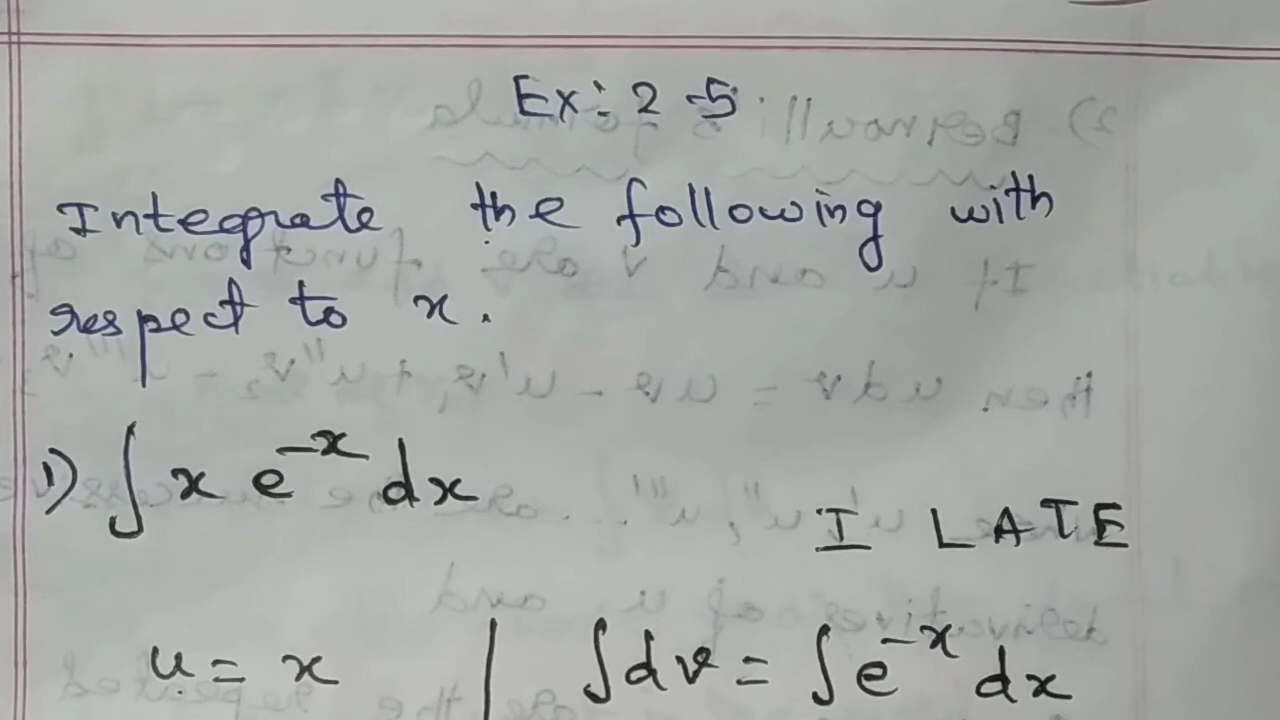 Ex: 2-5
Integrate the following with
respect to x.
1) ∫ x e^{-x} dx
I LATE
u = x | ∫dv = ∫e^{-x} dx